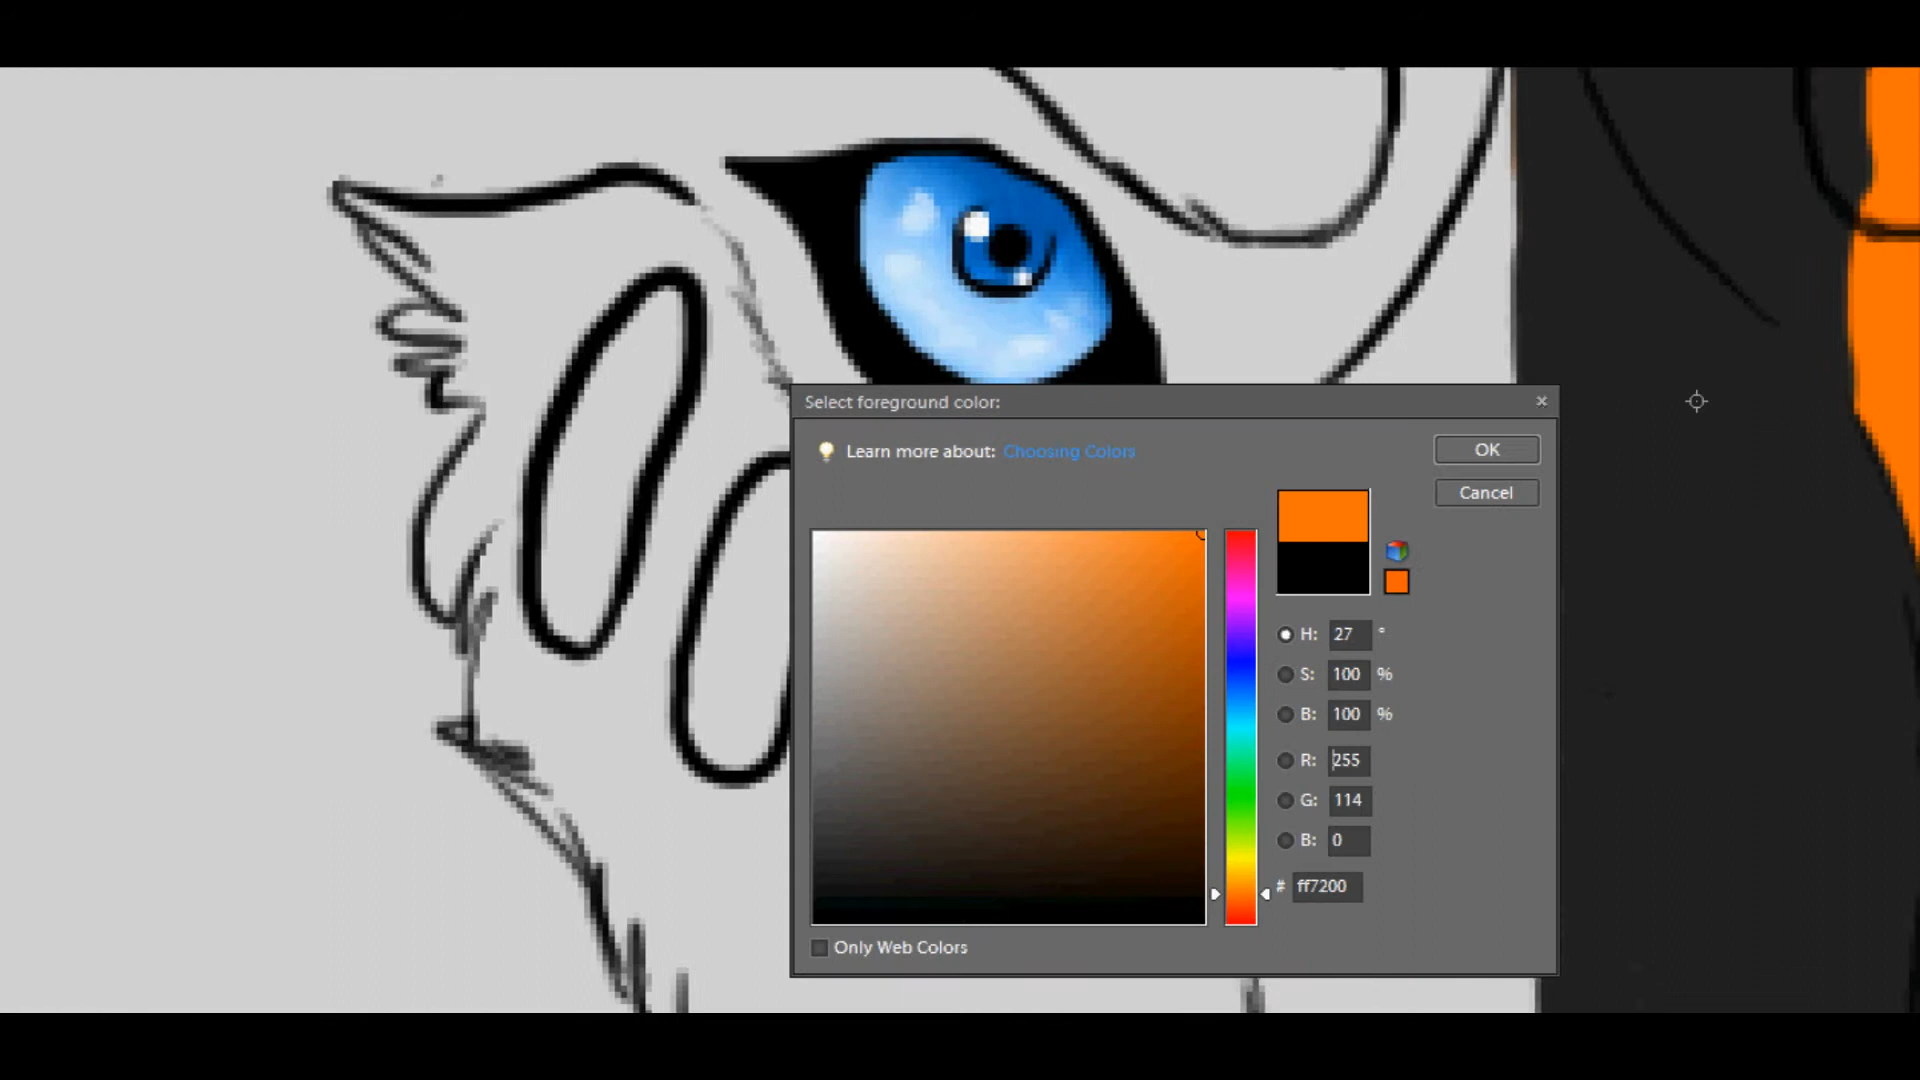 Select foreground color:
Learn more about: Choosing Colors
OK
Cancel
H: 27 °
S: 100 %
B: 100 %
R: 255
G: 114
B: 0
# ff7200
Only Web Colors